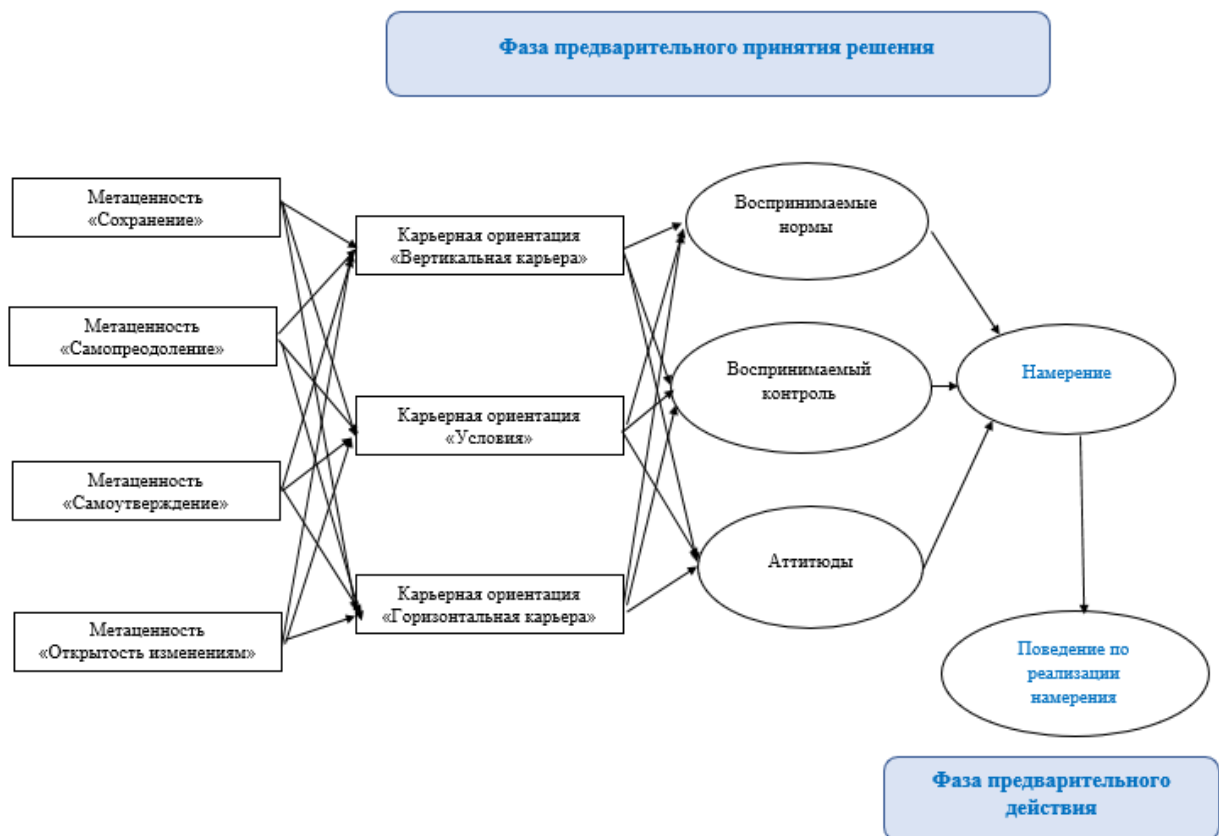 Фаза предварительного принятия решения
Метаценность
«Сохранение»
Метаценность
«Самопреодоление»
Метаценность
«Самоутверждение»
Метаценность
«Открытость изменениям»
Карьерная ориентация
«Вертикальная карьера»
Карьерная ориентация
«Условия»
Карьерная ориентация
«Горизонтальная карьера»
Воспринимаемые
нормы
Воспринимаемый
контроль
Аттитюды
Намерение
Поведение по
реализации
намерения
Фаза предварительного
действия